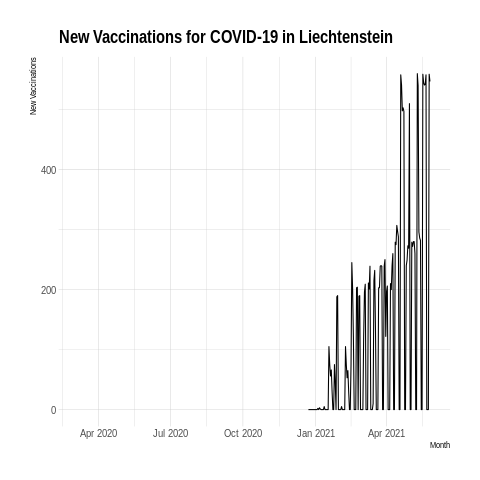 New Vaccinations for COVID-19 in Liechtenstein
New Vaccinations
400
200
0
Apr 2020 Jul 2020 Oct 2020 Jan 2021 Apr 2021
Month